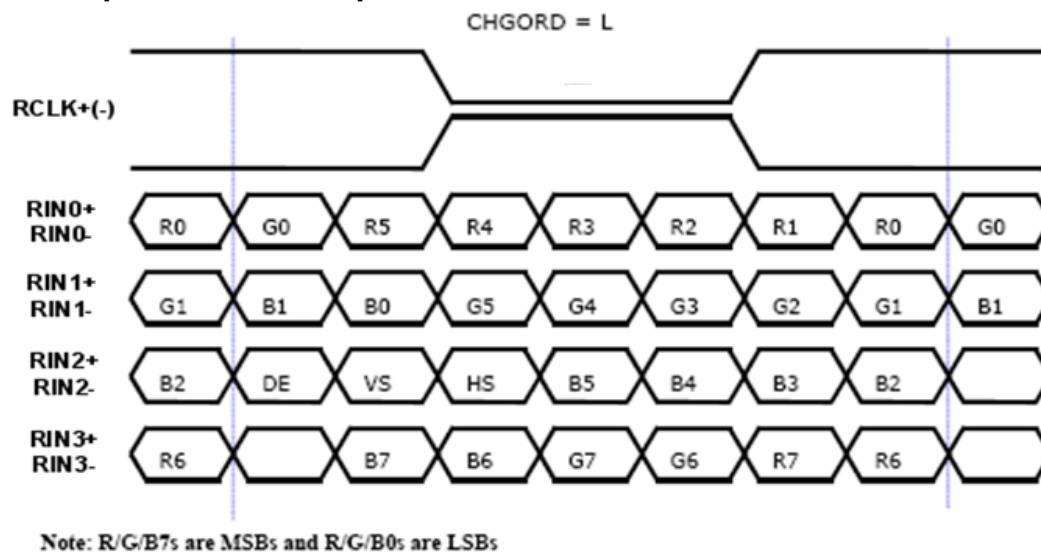 CHGORD = L
RCLK+(-)
RIN0+
RIN0-
R0 G0 R5 R4 R3 R2 R1 R0 G0
RIN1+
RIN1-
G1 B1 B0 G5 G4 G3 G2 G1 B1
RIN2+
RIN2-
B2 DE VS HS B5 B4 B3 B2
RIN3+
RIN3-
R6 B7 B6 G7 G6 R7 R6
Note: R/G/B7s are MSBs and R/G/B0s are LSBs